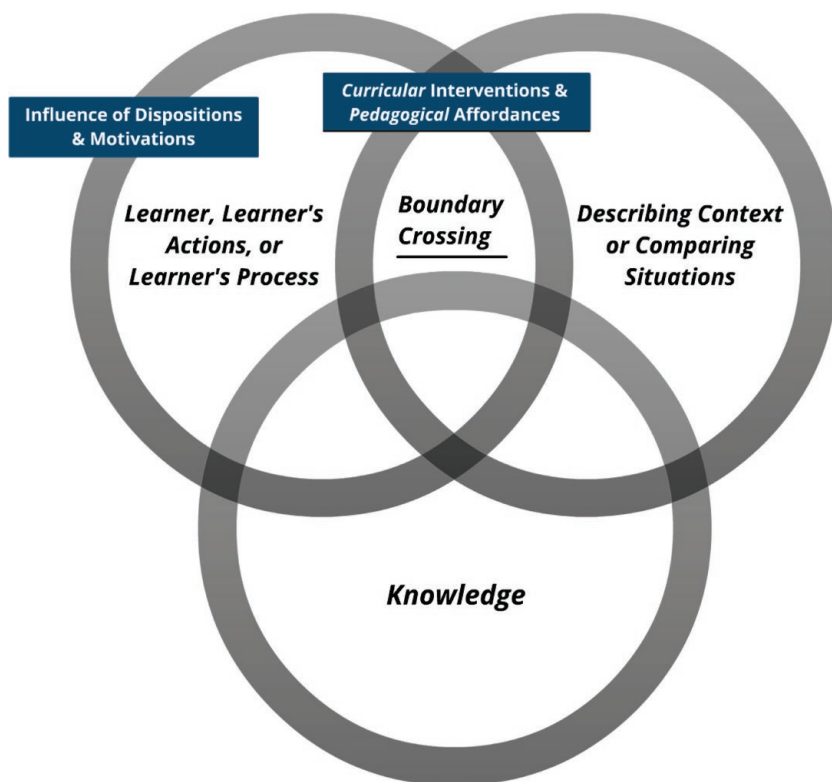 Influence of Dispositions
& Motivations
Curricular Interventions &
Pedagogical Affordances
Learner, Learner's
Actions, or
Learner's Process
Boundary
Crossing
Describing Context
or Comparing
Situations
Knowledge